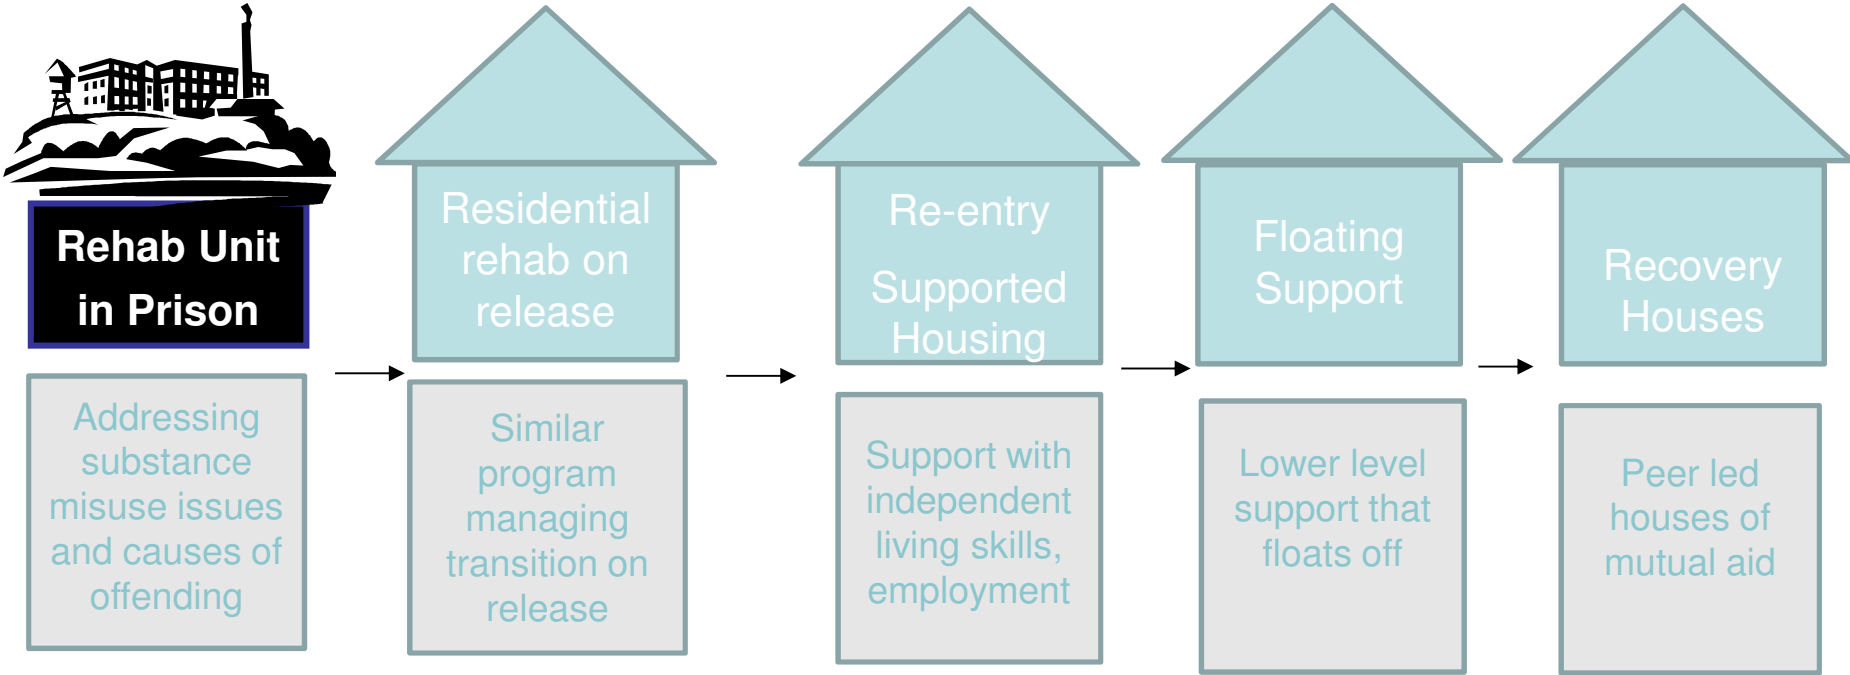 Rehab Unit
in Prison
Residential
rehab on
release
Re-entry
Supported
Housing
Floating
Support
Recovery
Houses
Addressing
substance
misuse issues
and causes of
offending
Similar
program
managing
transition on
release
Support with
independent
living skills,
employment
Lower level
support that
floats off
Peer led
houses of
mutual aid